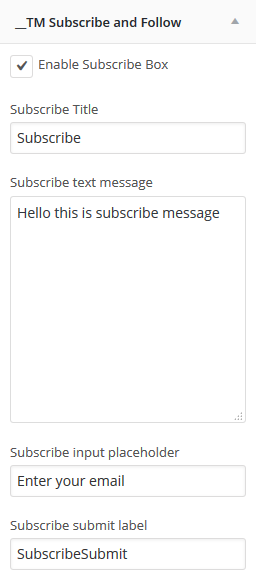 __TM Subscribe and Follow
Enable Subscribe Box
Subscribe Title
Subscribe
Subscribe text message
Hello this is subscribe message
Subscribe input placeholder
Enter your email
Subscribe submit label
SubscribeSubmit